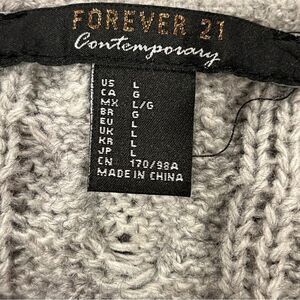 FOREVER 21
Contemporary
US L
CA G
MX L/G
BR G
EU L
UK L
KR L
JP L
CN 170/98A
MADE IN CHINA